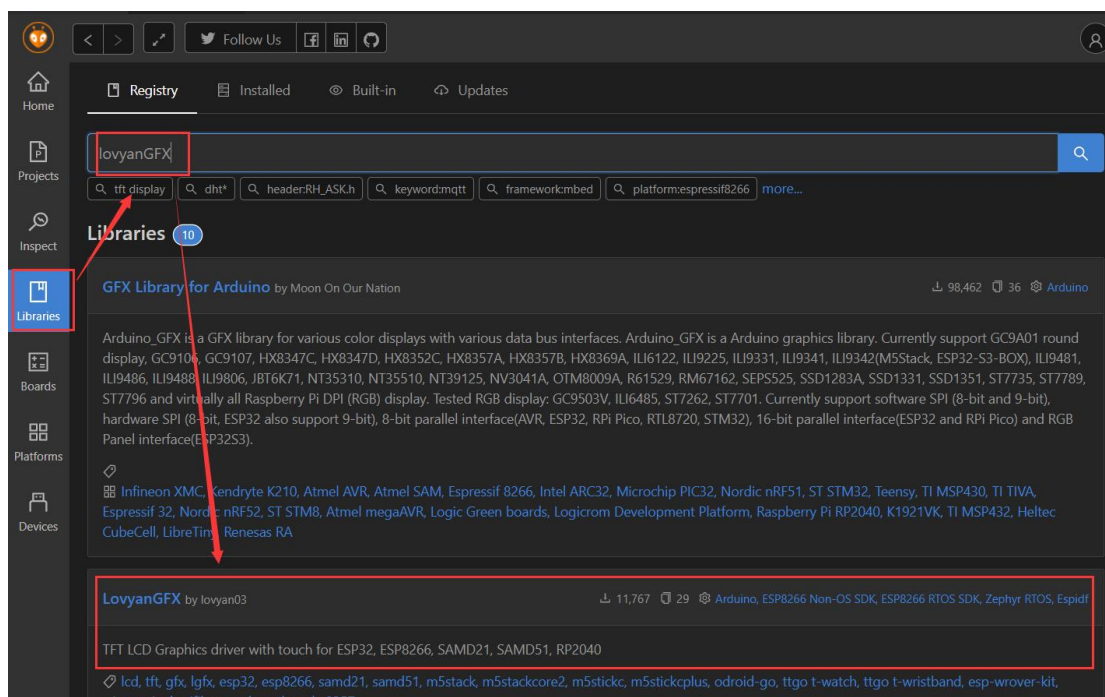 Follow Us
Home
Projects
Inspect
Libraries
Boards
Platforms
Devices
Registry
Installed
Built-in
Updates
lovyanGFX
tft display
dht*
header:RH_ASK.h
keyword:mqtt
framework:mbed
platform:espressif8266
more...
Libraries 10
GFX Library for Arduino by Moon On Our Nation
98,462 36 Arduino
Arduino_GFX is a GFX library for various color displays with various data bus interfaces. Arduino_GFX is a Arduino graphics library. Currently support GC9A01 round
display, GC9106, GC9107, HX8347C, HX8347D, HX8352C, HX8357A, HX8357B, HX8369A, ILI6122, ILI9225, ILI9331, ILI9341, ILI9342(M5Stack, ESP32-S3-BOX), ILI9481,
ILI9486, ILI9488, ILI9806, JBT6K71, NT35310, NT35510, NT39125, NV3041A, OTM8009A, R61529, RM67162, SEPS525, SSD1283A, SSD1331, SSD1351, ST7735, ST7789,
ST7796 and virtually all Raspberry Pi DPI (RGB) display. Tested RGB display: GC9503V, ILI6485, ST7262, ST7701. Currently support software SPI (8-bit and 9-bit),
hardware SPI (8-bit, ESP32 also support 9-bit), 8-bit parallel interface(AVR, ESP32, RPi Pico, RTL8720, STM32), 16-bit parallel interface(ESP32 and RPi Pico) and RGB
Panel interface(ESP32S3).
Infineon XMC, Kendryte K210, Atmel AVR, Atmel SAM, Espressif 8266, Intel ARC32, Microchip PIC32, Nordic nRF51, ST STM32, Teensy, TI MSP430, TI TIVA,
Espressif 32, Nordic nRF52, ST STM8, Atmel megaAVR, Logic Green boards, Logicrom Development Platform, Raspberry Pi RP2040, K1921VK, TI MSP432, Heltec
CubeCell, LibreTiny, Renesas RA
LovyanGFX by lovyan03
11,767 29 Arduino, ESP8266 Non-OS SDK, ESP8266 RTOS SDK, Zephyr RTOS, Espidf
TFT LCD Graphics driver with touch for ESP32, ESP8266, SAMD21, SAMD51, RP2040
lcd, tft, gfx, lgfx, esp32, esp8266, samd21, samd51, m5stack, m5stackcore2, m5stickc, m5stickcplus, odroid-go, ttgo t-watch, ttgo t-wristband, esp-wrover-kit,